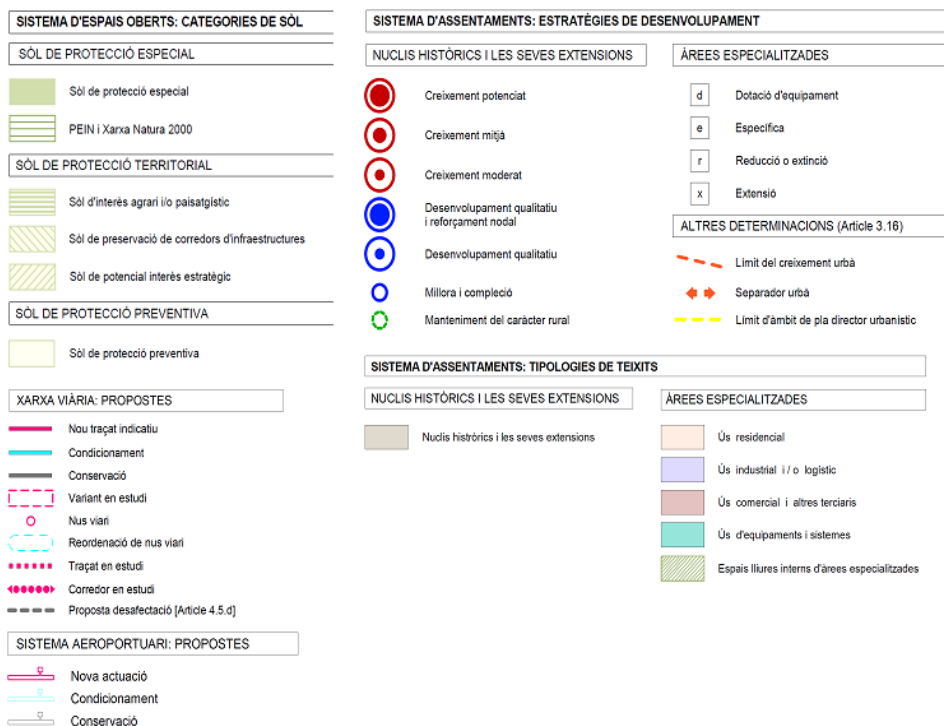 SISTEMA D'ESPAIS OBERTS: CATEGORIES DE SÒL
SÒL DE PROTECCIÓ ESPECIAL
Sòl de protecció especial
PEIN i Xarxa Natura 2000
SÒL DE PROTECCIÓ TERRITORIAL
Sòl d'interès agrari i/o paisatgístic
Sòl de preservació de corredors d'infraestructures
Sòl de potencial interès estratègic
SÒL DE PROTECCIÓ PREVENTIVA
Sòl de protecció preventiva
XARXA VIÀRIA: PROPOSTES
Nou traçat indicatiu
Condicionament
Conservació
Variant en estudi
Nus viari
Reordenació de nus viari
Traçat en estudi
Corredor en estudi
Proposta desafectació [Article 4.5.d]
SISTEMA AEROPORTUARI: PROPOSTES
Nova actuació
Condicionament
Conservació
SISTEMA D'ASSENTAMENTS: ESTRATÈGIES DE DESENVOLUPAMENT
NUCLIS HISTÒRICS I LES SEVES EXTENSIONS
Creixement potenciat
Creixement mitjà
Creixement moderat
Desenvolupament qualitatiu
i reforçament nodal
Desenvolupament qualitatiu
Millora i compleció
Manteniment del caràcter rural
ÀREES ESPECIALITZADES
d Dotació d'equipament
e Específica
r Reducció o extinció
x Extensió
ALTRES DETERMINACIONS (Article 3.16)
Límit del creixement urbà
Separador urbà
Límit d'àmbit de pla director urbanístic
SISTEMA D'ASSENTAMENTS: TIPOLOGIES DE TEIXITS
NUCLIS HISTÒRICS I LES SEVES EXTENSIONS
Nuclis histròrics i les seves extensions
ÀREES ESPECIALITZADES
Ús residencial
Ús industrial i / o logístic
Ús comercial i altres terciaris
Ús d'equipaments i sistemes
Espais lliures interns d'àrees especialitzades